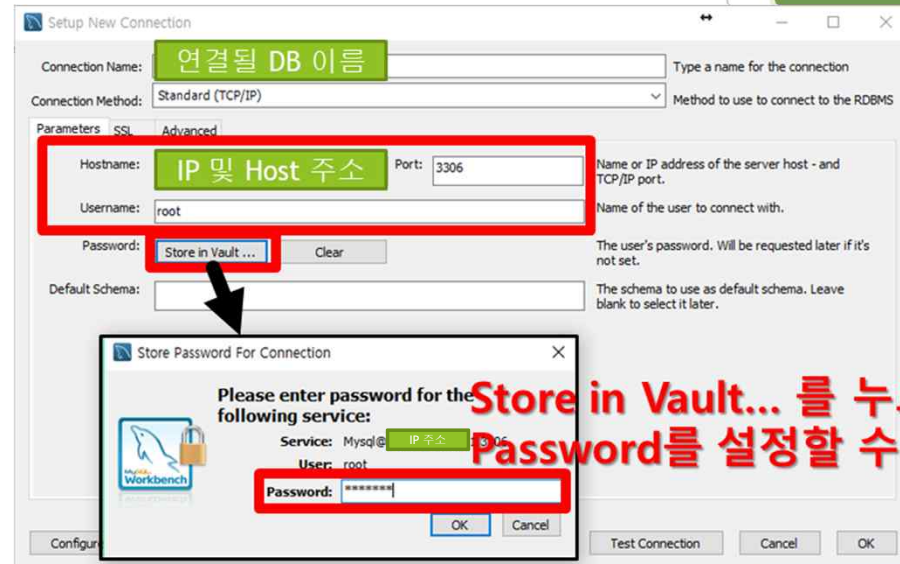 Setup New Connection
Connection Name: 연결될 DB 이름 Type a name for the connection
Connection Method: Standard (TCP/IP) Method to use to connect to the RDBMS
Parameters SSL Advanced
Hostname: IP 및 Host 주소 Port: 3306 Name or IP address of the server host - and
TCP/IP port.
Username: root Name of the user to connect with.
Password: Store in Vault ... Clear The user's password. Will be requested later if it's
not set.
Default Schema: The schema to use as default schema. Leave
blank to select it later.
Store Password For Connection
Please enter password for the
following service:
Service: Mysql@ IP 주소
User: root
Password: *******
MySQL
Workbench
OK Cancel
Store in Vault... 를
Password를 설정할 수
Test Connection Cancel OK